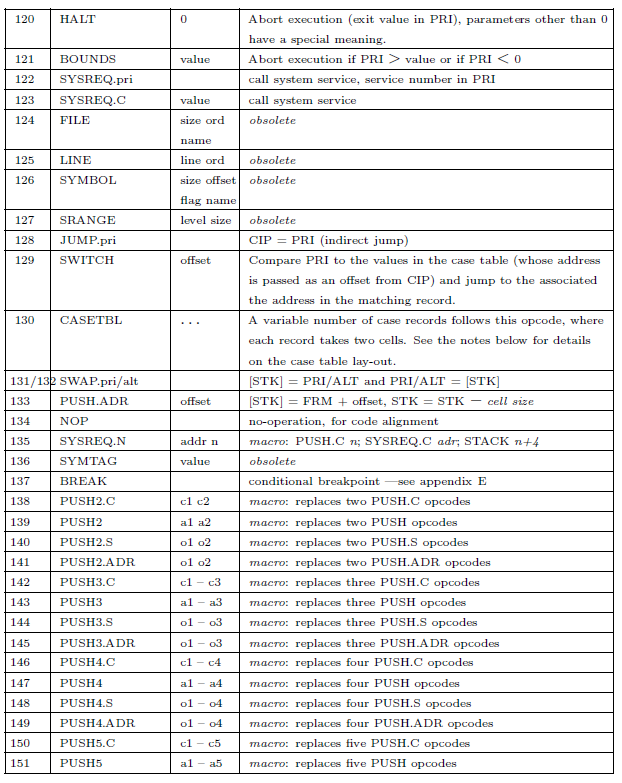 120 HALT 0 Abort execution (exit value in PRI), parameters other than 0
have a special meaning.
121 BOUNDS value Abort execution if PRI > value or if PRI < 0
122 SYSREQ.pri call system service, service number in PRI
123 SYSREQ.C value call system service
124 FILE size ord obsolete
name
125 LINE line ord obsolete
126 SYMBOL size offset obsolete
flag name
127 SRANGE level size obsolete
128 JUMP.pri CIP = PRI (indirect jump)
129 SWITCH offset Compare PRI to the values in the case table (whose address
is passed as an offset from CIP) and jump to the associated
the address in the matching record.
130 CASETBL ... A variable number of case records follows this opcode, where
each record takes two cells. See the notes below for details
on the case table lay-out.
131/132 SWAP.pri/alt [STK] = PRI/ALT and PRI/ALT = [STK]
133 PUSH.ADR offset [STK] = FRM + offset, STK = STK − cell size
134 NOP no-operation, for code alignment
135 SYSREQ.N addr n macro: PUSH.C n; SYSREQ.C adr; STACK n+4
136 SYMTAG value obsolete
137 BREAK conditional breakpoint —see appendix E
138 PUSH2.C c1 c2 macro: replaces two PUSH.C opcodes
139 PUSH2 a1 a2 macro: replaces two PUSH opcodes
140 PUSH2.S o1 o2 macro: replaces two PUSH.S opcodes
141 PUSH2.ADR o1 o2 macro: replaces two PUSH.ADR opcodes
142 PUSH3.C c1 – c3 macro: replaces three PUSH.C opcodes
143 PUSH3 a1 – a3 macro: replaces three PUSH opcodes
144 PUSH3.S o1 – o3 macro: replaces three PUSH.S opcodes
145 PUSH3.ADR o1 – o3 macro: replaces three PUSH.ADR opcodes
146 PUSH4.C c1 – c4 macro: replaces four PUSH.C opcodes
147 PUSH4 a1 – a4 macro: replaces four PUSH opcodes
148 PUSH4.S o1 – o4 macro: replaces four PUSH.S opcodes
149 PUSH4.ADR o1 – o4 macro: replaces four PUSH.ADR opcodes
150 PUSH5.C c1 – c5 macro: replaces five PUSH.C opcodes
151 PUSH5 a1 – a5 macro: replaces five PUSH opcodes